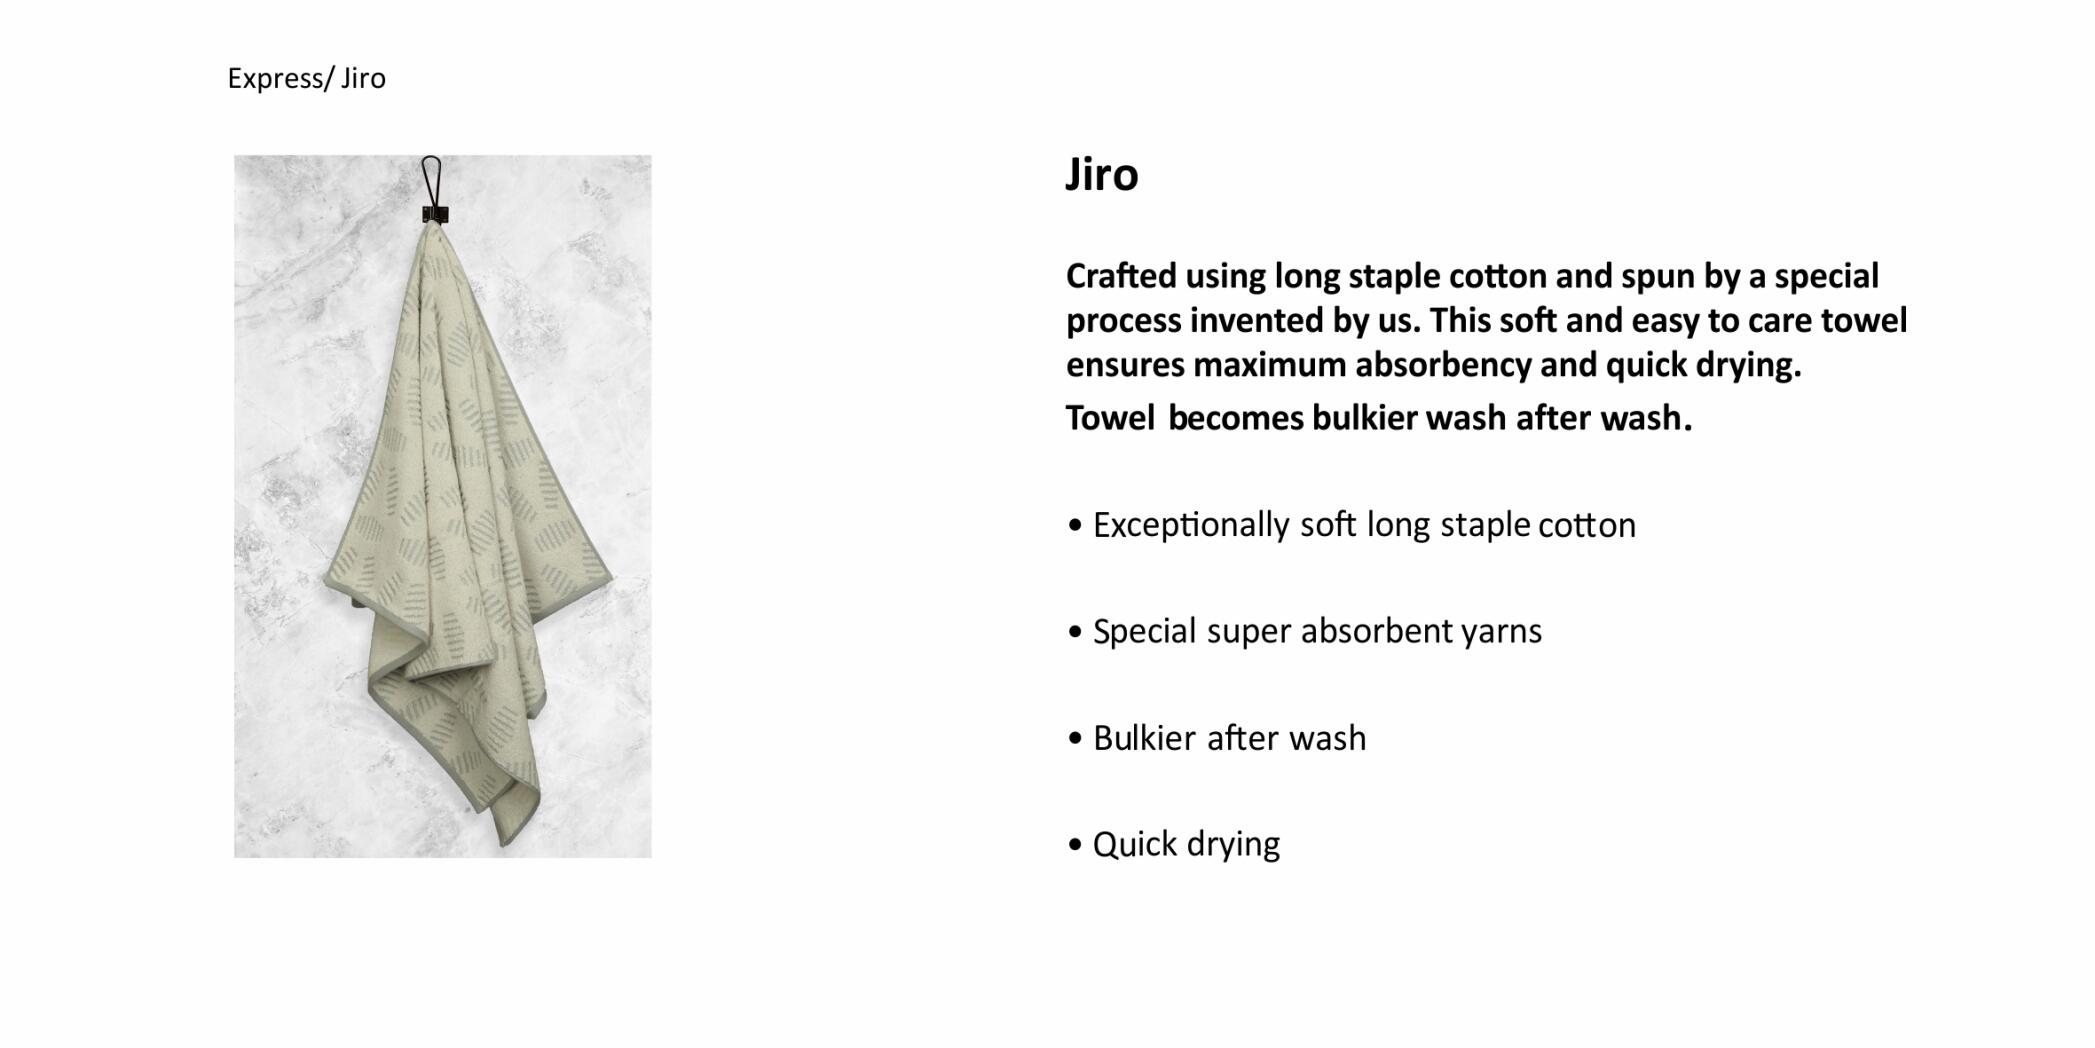 Express/ Jiro
Jiro
Crafted using long staple cotton and spun by a special
process invented by us. This soft and easy to care towel
ensures maximum absorbency and quick drying.
Towel becomes bulkier wash after wash.
• Exceptionally soft long staple cotton
• Special super absorbent yarns
• Bulkier after wash
• Quick drying